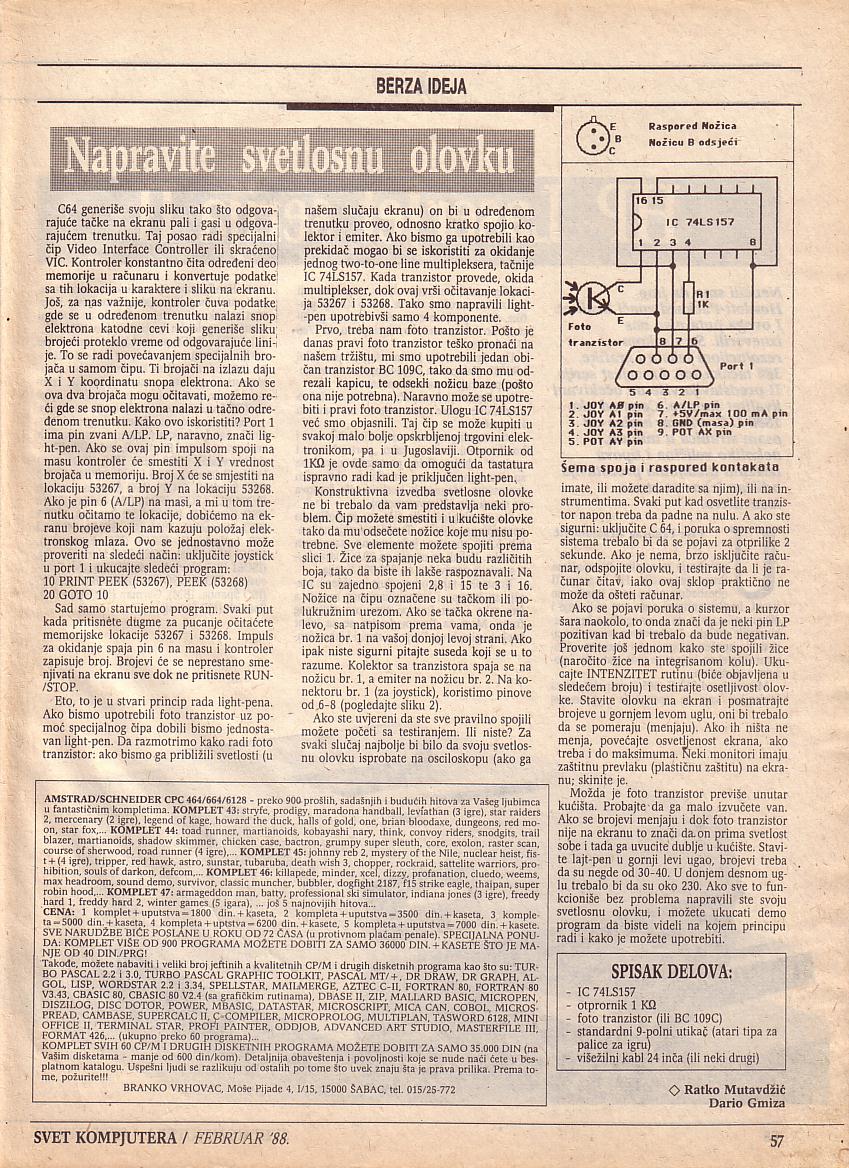 BERZA IDEJA
Napravite svetlosnu olovku
C64 generiše svoju sliku tako što odgova-
rajuće tačke na ekranu pali i gasi u odgova-
rajućem trenutku. Taj posao radi specijalni
čip Video Interface Controller ili skraćeno
VIC. Kontroler konstantno čita određeni deo
memorije u računaru i konvertuje podatke
sa tih lokacija u karaktere i sliku na ekranu.
Još, za nas važnije, kontroler čuva podatke
gde se u određenom trenutku nalazi snop
elektrona katodne cevi koji generiše sliku
brojeći proteklo vreme od odgovarajuće lini-
je. To se radi povećavanjem specijalnih bro-
jača u samom čipu. Ti brojači na izlazu daju
X i Y koordinatu snopa elektrona. Ako se
ova dva brojača mogu očitavati, možemo re-
ći gde se snop elektrona nalazi u tačno odre-
đenom trenutku. Kako ovo iskoristiti? Port 1
ima pin zvani A/LP. LP, naravno, znači lig-
ht-pen. Ako se ovaj pin impulsom spoji na
masu kontroler će smestiti X i Y vrednost
brojača u memoriju. Broj X će se smjestiti na
lokaciju 53267, a broj Y na lokaciju 53268.
Ako je pin 6 (A/LP) na masi, a mi u tom tre-
nutku očitamo te lokacije, dobićemo na ek-
ranu brojeve koji nam kazuju položaj elek-
tronskog mlaza. Ovo se jednostavno može
proveriti na sledeći način: uključite joystick
u port 1 i ukucajte sledeći program:
10 PRINT PEEK (53267), PEEK (53268)
20 GOTO 10
Sad samo startujemo program. Svaki put
kada pritisnete dugme za pucanje očitaćete
memorijske lokacije 53267 i 53268. Impuls
za okidanje spaja pin 6 na masu i kontroler
zapisuje broj. Brojevi će se neprestano sme-
njivati na ekranu sve dok ne pritisnete RUN-
/STOP.
Eto, to je u stvari princip rada light-pena.
Ako bismo upotrebili foto tranzistor uz po-
moć specijalnog čipa dobili bismo jednosta-
van light-pen. Da razmotrimo kako radi foto
tranzistor: ako bismo ga približili svetlosti (u
našem slučaju ekranu) on bi u određenom
trenutku proveo, odnosno kratko spojio ko-
lektor i emiter. Ako bismo ga upotrebili kao
prekidač mogao bi se iskoristiti za okidanje
jednog two-to-one line multipleksera, tačnije
IC 74LS157. Kada tranzistor provede, okida
multiplekser, dok ovaj vrši očitavanje lokaci-
ja 53267 i 53268. Tako smo napravili light-
-pen upotrebivši samo 4 komponente.
Prvo, treba nam foto tranzistor. Pošto je
danas pravi foto tranzistor teško pronaći na
našem tržištu, mi smo upotrebili jedan obi-
čan tranzistor BC 109C, tako da smo mu od-
rezali kapicu, te odsekli nožicu baze (pošto
ona nije potrebna). Naravno može se upotre-
biti i pravi foto tranzistor. Ulogu IC 74LS157
već smo objasnili. Taj čip se može kupiti u
svakoj malo bolje opskrbljenoj trgovini elek-
tronikom, pa i u Jugoslaviji. Otpornik od
1KΩ je ovde samo da omogući da tastatura
ispravno radi kad je priključen light-pen.
Konstruktivna izvedba svetlosne olovke
ne bi trebalo da vam predstavlja neki pro-
blem. Čip možete smestiti i u kućište olovke
tako da mu odsečete nožice koje mu nisu po-
trebne. Sve elemente možete spojiti prema
slici 1. Žice za spajanje neka budu različitih
boja, tako da biste ih lakše raspoznavali. Na
IC su zajedno spojeni 2,8 i 15 te 3 i 16.
Nožice na čipu označene su tačkom ili po-
lukružnim urezom. Ako se tačka okrene na-
levo, sa natpisom prema vama, onda je
nožica br. 1 na vašoj donjoj levoj strani. Ako
ipak niste sigurni pitajte suseda koji se u to
razume. Kolektor sa tranzistora spaja se na
nožicu br. 1, a emiter na nožicu br. 2. Na ko-
nektoru br. 1 (za joystick), koristimo pinove
od 6-8 (pogledajte sliku 2).
Ako ste uvjereni da ste sve pravilno spojili
možete početi sa testiranjem. Ili niste? Za
svaki slučaj najbolje bi bilo da svoju svetlos-
nu olovku isprobate na osciloskopu (ako ga
E
B
C
Raspored Nožica
Nožicu B odsjeći
16 15
IC 74LS157
1 2 3 4 8
C
E
R1
1K
Foto
tranzistor
8 7 6
Port 1
5 4 3 2 1
1. JOY A0 pin 6. A/LP pin
2. JOY A1 pin 7. +5V/max 100 mA pin
3. JOY A2 pin 8. GND (masa) pin
4. JOY A3 pin 9. POT AX pin
5. POT AY pin
Šema spoja i raspored kontakata
imate, ili možete daradite sa njim), ili na in-
strumentima. Svaki put kad osvetlite tranzis-
tor napon treba da padne na nulu. A ako ste
sigurni: uključite C 64, i poruka o spremnosti
sistema trebalo bi da se pojavi za otprilike 2
sekunde. Ako je nema, brzo isključite raču-
nar, odspojite olovku, i testirajte da li je ra-
čunar čitav, iako ovaj sklop praktično ne
može da ošteti računar.
Ako se pojavi poruka o sistemu, a kurzor
šara naokolo, to onda znači da je neki pin LP
pozitivan kad bi trebalo da bude negativan.
Proverite još jednom kako ste spojili žice
(naročito žice na integrisanom kolu). Uku-
cajte INTENZITET rutinu (biće objavljena u
sledećem broju) i testirajte osetljivost olov-
ke. Stavite olovku na ekran i posmatrajte
brojeve u gornjem levom uglu, oni bi trebalo
da se pomeraju (menjaju). Ako ih ništa ne
menja, povećajte osvetljenost ekrana, ako
treba i do maksimuma. Neki monitori imaju
zaštitnu prevlaku (plastičnu zaštitu) na ekra-
nu; skinite je.
Možda je foto tranzistor previše unutar
kućišta. Probajte da ga malo izvučete van.
Ako se brojevi menjaju i dok foto tranzistor
nije na ekranu to znači da on prima svetlost
sobe i tada ga uvucite dublje u kućište. Stavi-
te lajt-pen u gornji levi ugao, brojevi treba
da su negde od 30-40. U donjem desnom ug-
lu trebalo bi da su oko 230. Ako sve to fun-
kcioniše bez problema napravili ste svoju
svetlosnu olovku, i možete ukucati demo
program da biste videli na kojem principu
radi i kako je možete upotrebiti.
SPISAK DELOVA:
- IC 74LS157
- otprornik 1 KΩ
- foto tranzistor (ili BC 109C)
- standardni 9-polni utikač (atari tipa za
palice za igru)
- višežilni kabl 24 inča (ili neki drugi)
◇ Ratko Mutavdžić
Dario Gmiza
AMSTRAD/SCHNEIDER CPC 464/664/6128 – preko 900 prošlih, sadašnjih i budućih hitova za Vašeg ljubimca
u fantastičnim kompletima. KOMPLET 43: stryfe, prodigy, maradona handball, levíathan (3 igre), star raiders
2, mercenary (2 igre), legend of kage, howard the duck, halls of gold, one, brian bloodaxe, dungeons, red mo-
on, star fox,... KOMPLET 44: road runner, martianoids, kobayashi nary, think, convoy riders, snodgits, trail
blazer, martianoids, shadow skimmer, chicken case, bactron, grumpy super sleuth, core, exolon, raster scan,
course of sherwood, road runner (4 igre),... KOMPLET 45: johnny reb 2, mystery of the Nile, nuclear heist, fis-
t+(4 igre), tripper, red hawk, astro, sunstar, tubaruba, death wish 3, chopper, rockraid, sattelite warriors, pro-
hibition, souls of darkon, defcom,... KOMPLET 46: killapede, minder, xcel, dizzy, profanation, cluedo, weems,
max headroom, sound demo, survivor, classic muncher, bubbler, dogfight 2187, f15 strike eagle, thaipan, super
robin hood,... KOMPLET 47: armageddon man, batty, professional ski simulator, indiana jones (3 igre), freedy
hard 1, freddy hard 2, winter games (5 igara), ... još 5 najnovijih hitova...
CENA: 1 komplet+uputstva=1800 din.+kaseta, 2 kompleta+uputstva=3500 din.+kaseta, 3 komple-
ta=5000 din.+kaseta, 4 kompleta+uptstva=6200 din.+kasete, 5 kompleta+uputstva=7000 din.+kasete.
SVE NARUDŽBE BIĆE POSLANE U ROKU OD 72 ČASA (u protivnom plaćam penale). SPECIJALNA PONU-
DA: KOMPLET VIŠE OD 900 PROGRAMA MOŽETE DOBITI ZA SAMO 36000 DIN.+KASETE ŠTO JE MA-
NJE OD 40 DIN./PRG!
Takođe, možete nabaviti i veliki broj jeftinih a kvalitetnih CP/M i drugih disketnih programa kao što su: TUR-
BO PASCAL 2.2 i 3.0, TURBO PASCAL GRAPHIC TOOLKIT, PASCAL MT/+, DR DRAW, DR GRAPH, AL-
GOL, LISP, WORDSTAR 2.2 i 3.34, SPELLSTAR, MAILMERGE, AZTEC C-II, FORTRAN 80, FORTRAN 80
V3.43, CBASIC 80, CBASIC 80 V2.4 (sa grafičkim rutinama), DBASE II, ZIP, MALLARD BASIC, MICROPEN,
DISZILOG, DISC DOTOR, POWER, MBASIC, DATASTAR, MICROSCRIPT, MICA CAN, COBOL, MICROS-
PREAD, CAMBASE, SUPERCALC II, C-COMPILER, MICROPROLOG, MULTIPLAN, TASWORD 6128, MINI
OFFICE II, TERMINAL STAR, PROFI PAINTER, ODDJOB, ADVANCED ART STUDIO, MASTERFILE III,
FORMAT 426,... (ukupno preko 60 programa)...
KOMPLET SVIH 60 CP/M I DRUGIH DISKETNIH PROGRAMA MOŽETE DOBITI ZA SAMO 35.000 DIN (na
Vašim disketama – manje od 600 din/kom). Detaljnija obaveštenja i povoljnosti koje se nude naći ćete u bes-
platnom katalogu. Uspešni ljudi se razlikuju od ostalih po tome što uvek znaju šta je prava prilika. Prema to-
me, požurite!!!
BRANKO VRHOVAC, Moše Pijade 4, I/15, 15000 ŠABAC, tel. 015/25-772
SVET KOMPJUTERA / FEBRUAR '88.
57